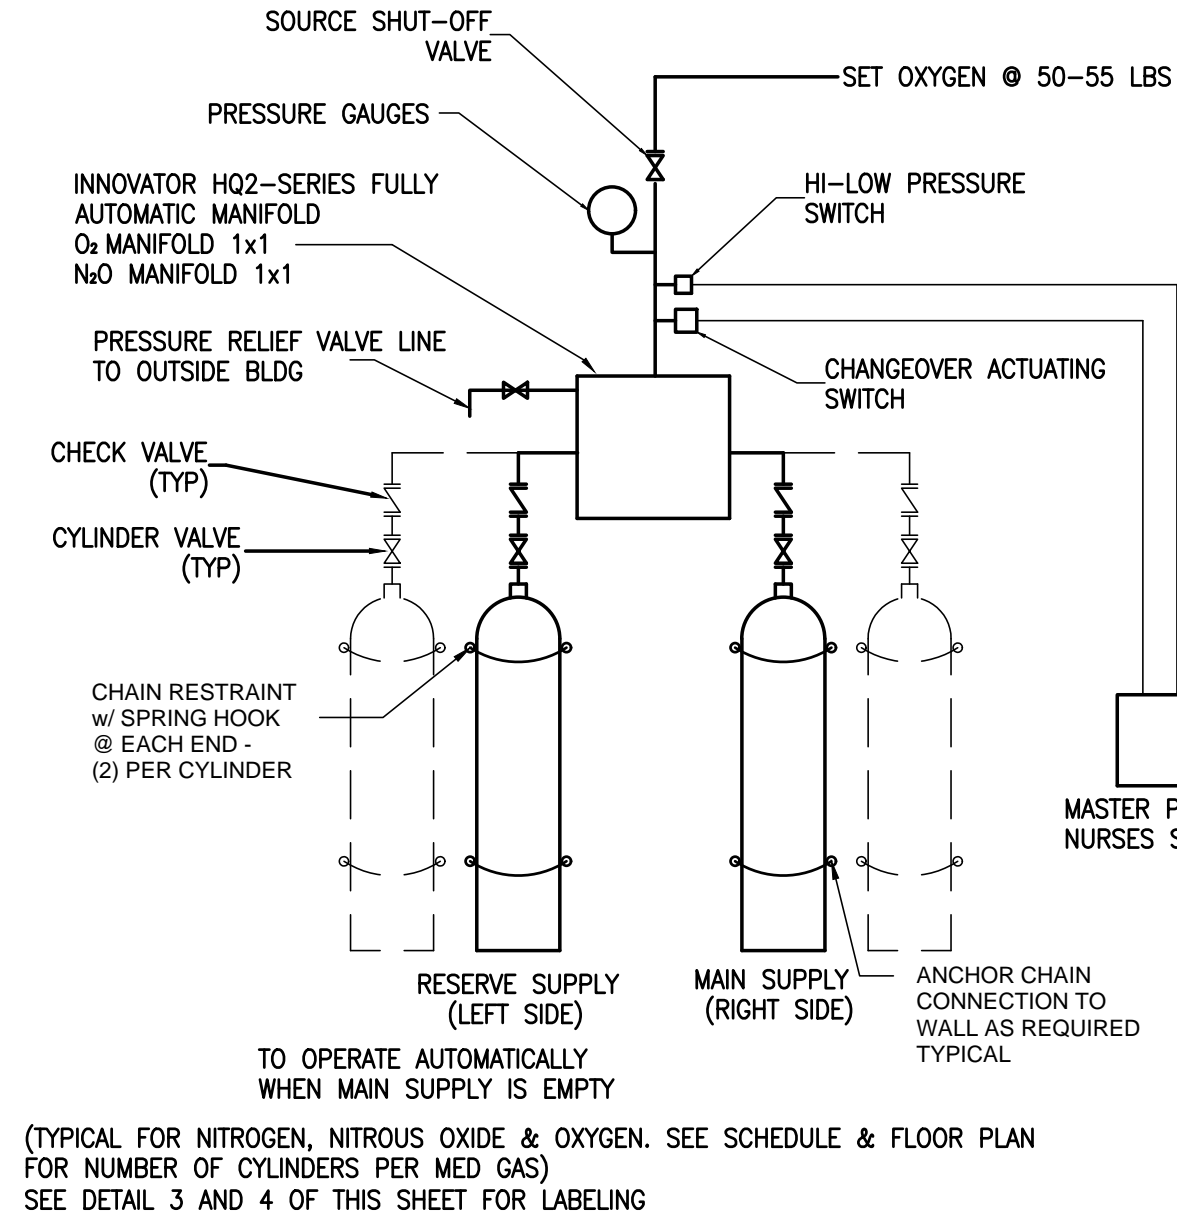 SOURCE SHUT-OFF
VALVE
SET OXYGEN @ 50-55 LBS
PRESSURE GAUGES
INNOVATOR HQ2-SERIES FULLY
AUTOMATIC MANIFOLD
O₂ MANIFOLD 1x1
N₂O MANIFOLD 1x1
HI-LOW PRESSURE
SWITCH
PRESSURE RELIEF VALVE LINE
TO OUTSIDE BLDG
CHANGEOVER ACTUATING
SWITCH
CHECK VALVE
(TYP)
CYLINDER VALVE
(TYP)
CHAIN RESTRAINT
w/ SPRING HOOK
@ EACH END -
(2) PER CYLINDER
MASTER
NURSES
RESERVE SUPPLY
(LEFT SIDE)
MAIN SUPPLY
(RIGHT SIDE)
ANCHOR CHAIN
CONNECTION TO
WALL AS REQUIRED
TYPICAL
TO OPERATE AUTOMATICALLY
WHEN MAIN SUPPLY IS EMPTY
(TYPICAL FOR NITROGEN, NITROUS OXIDE & OXYGEN. SEE SCHEDULE & FLOOR PLAN
FOR NUMBER OF CYLINDERS PER MED GAS)
SEE DETAIL 3 AND 4 OF THIS SHEET FOR LABELING